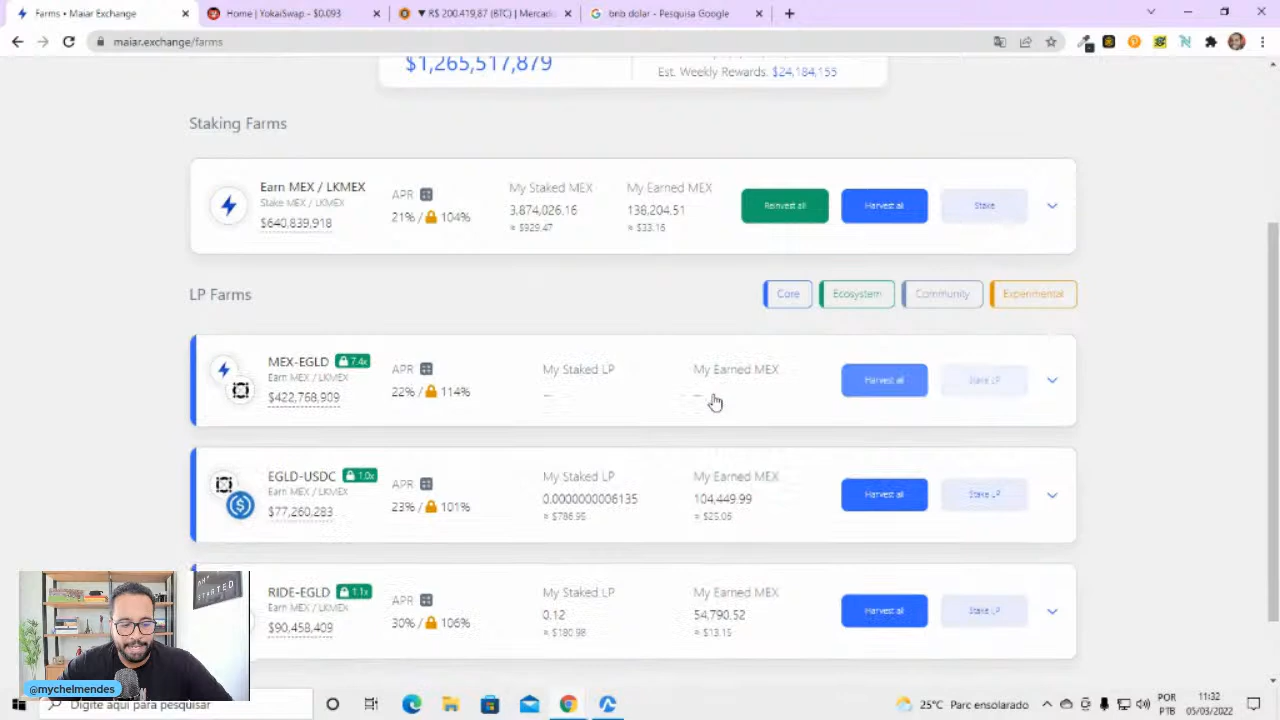 Farms - Maiar Exchange
Home | YokaiSwap - $0.093
▼ R$ 200.419,87 (BTC) | Mercado
bnb dolar - Pesquisa Google
maiar.exchange/farms
$1,265,517,879
Est. Weekly Rewards. $24,184,155
Staking Farms
Earn MEX / LKMEX
Stake MEX / LKMEX
$640,839,918
APR
21% / 104%
My Staked MEX
3,874,026.16
≈ $929.47
My Earned MEX
138,204.51
≈ $33.16
Reinvest all
Harvest all
Stake
LP Farms
Core
Ecosystem
Community
Experimental
MEX-EGLD
7.4x
Earn MEX / LKMEX
$422,768,909
APR
22% / 114%
My Staked LP
My Earned MEX
Harvest all
Stake LP
EGLD-USDC
1.0x
Earn MEX / LKMEX
$77,260,283
APR
23% / 101%
My Staked LP
0.0000000006135
≈ $786.95
My Earned MEX
104,449.99
≈ $25.05
Harvest all
Stake LP
RIDE-EGLD
1.1x
Earn MEX / LKMEX
$90,458,409
APR
30% / 106%
My Staked LP
0.12
≈ $180.98
My Earned MEX
54,790.52
≈ $13.15
Harvest all
Stake LP
STARTED
@mychelmendes
Digite aqui para pesquisar
25°C Parc ensolarado
POR
PTB
11:32
05/03/2022